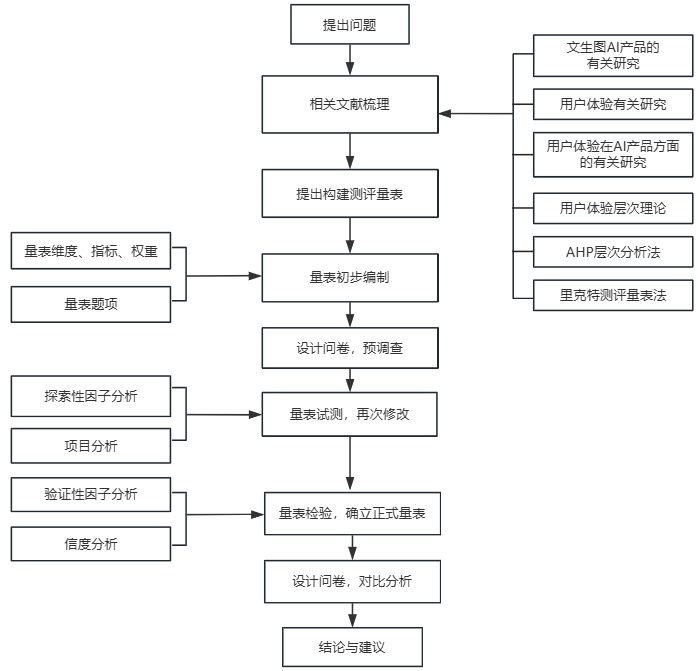 提出问题
相关文献梳理
文生图AI产品的
有关研究
用户体验有关研究
用户体验在AI产品方面
的有关研究
用户体验层次理论
AHP层次分析法
里克特测评量表法
提出构建测评量表
量表维度、指标、权重
量表题项
量表初步编制
设计问卷，预调查
探索性因子分析
项目分析
量表试测，再次修改
验证性因子分析
信度分析
量表检验，确立正式量表
设计问卷，对比分析
结论与建议